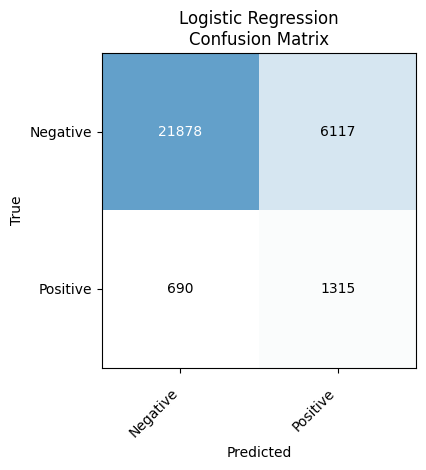 Logistic Regression
Confusion Matrix
True
Negative
21878
6117
Positive
690
1315
Negative
Positive
Predicted